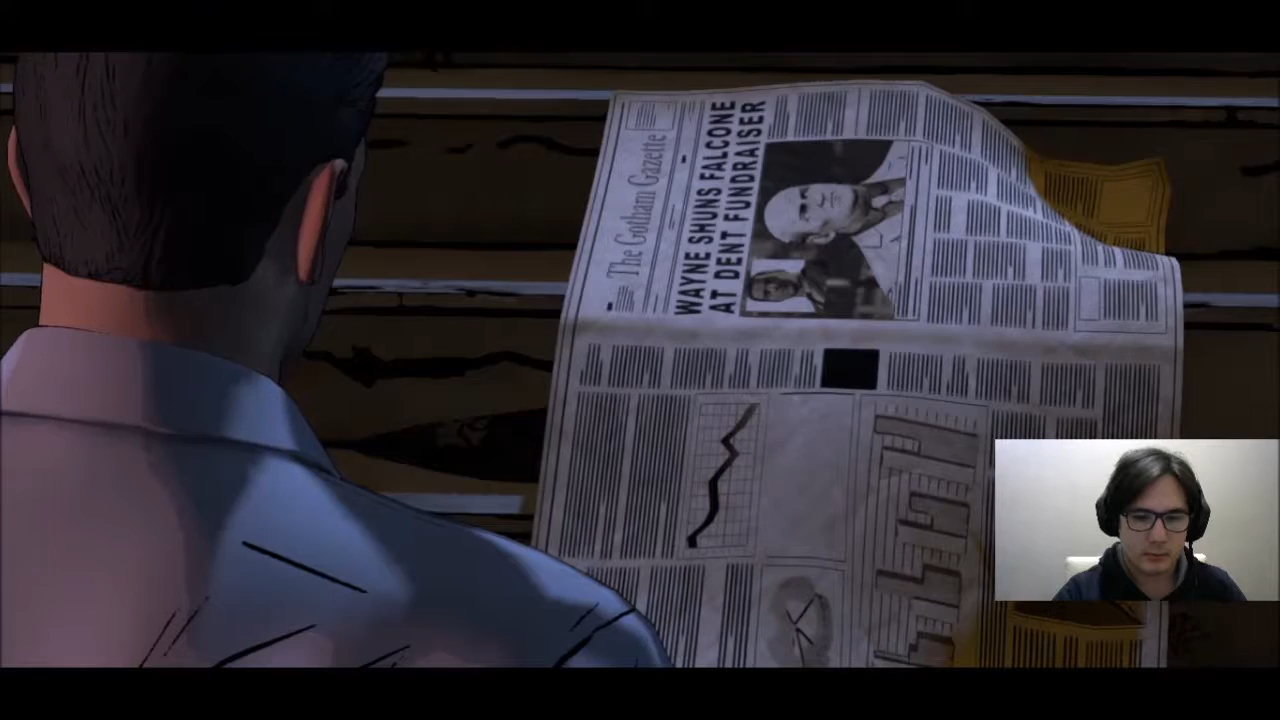 The Gotham Gazette
WAYNE SHUNS FALCONE
AT DENT FUNDRAISER